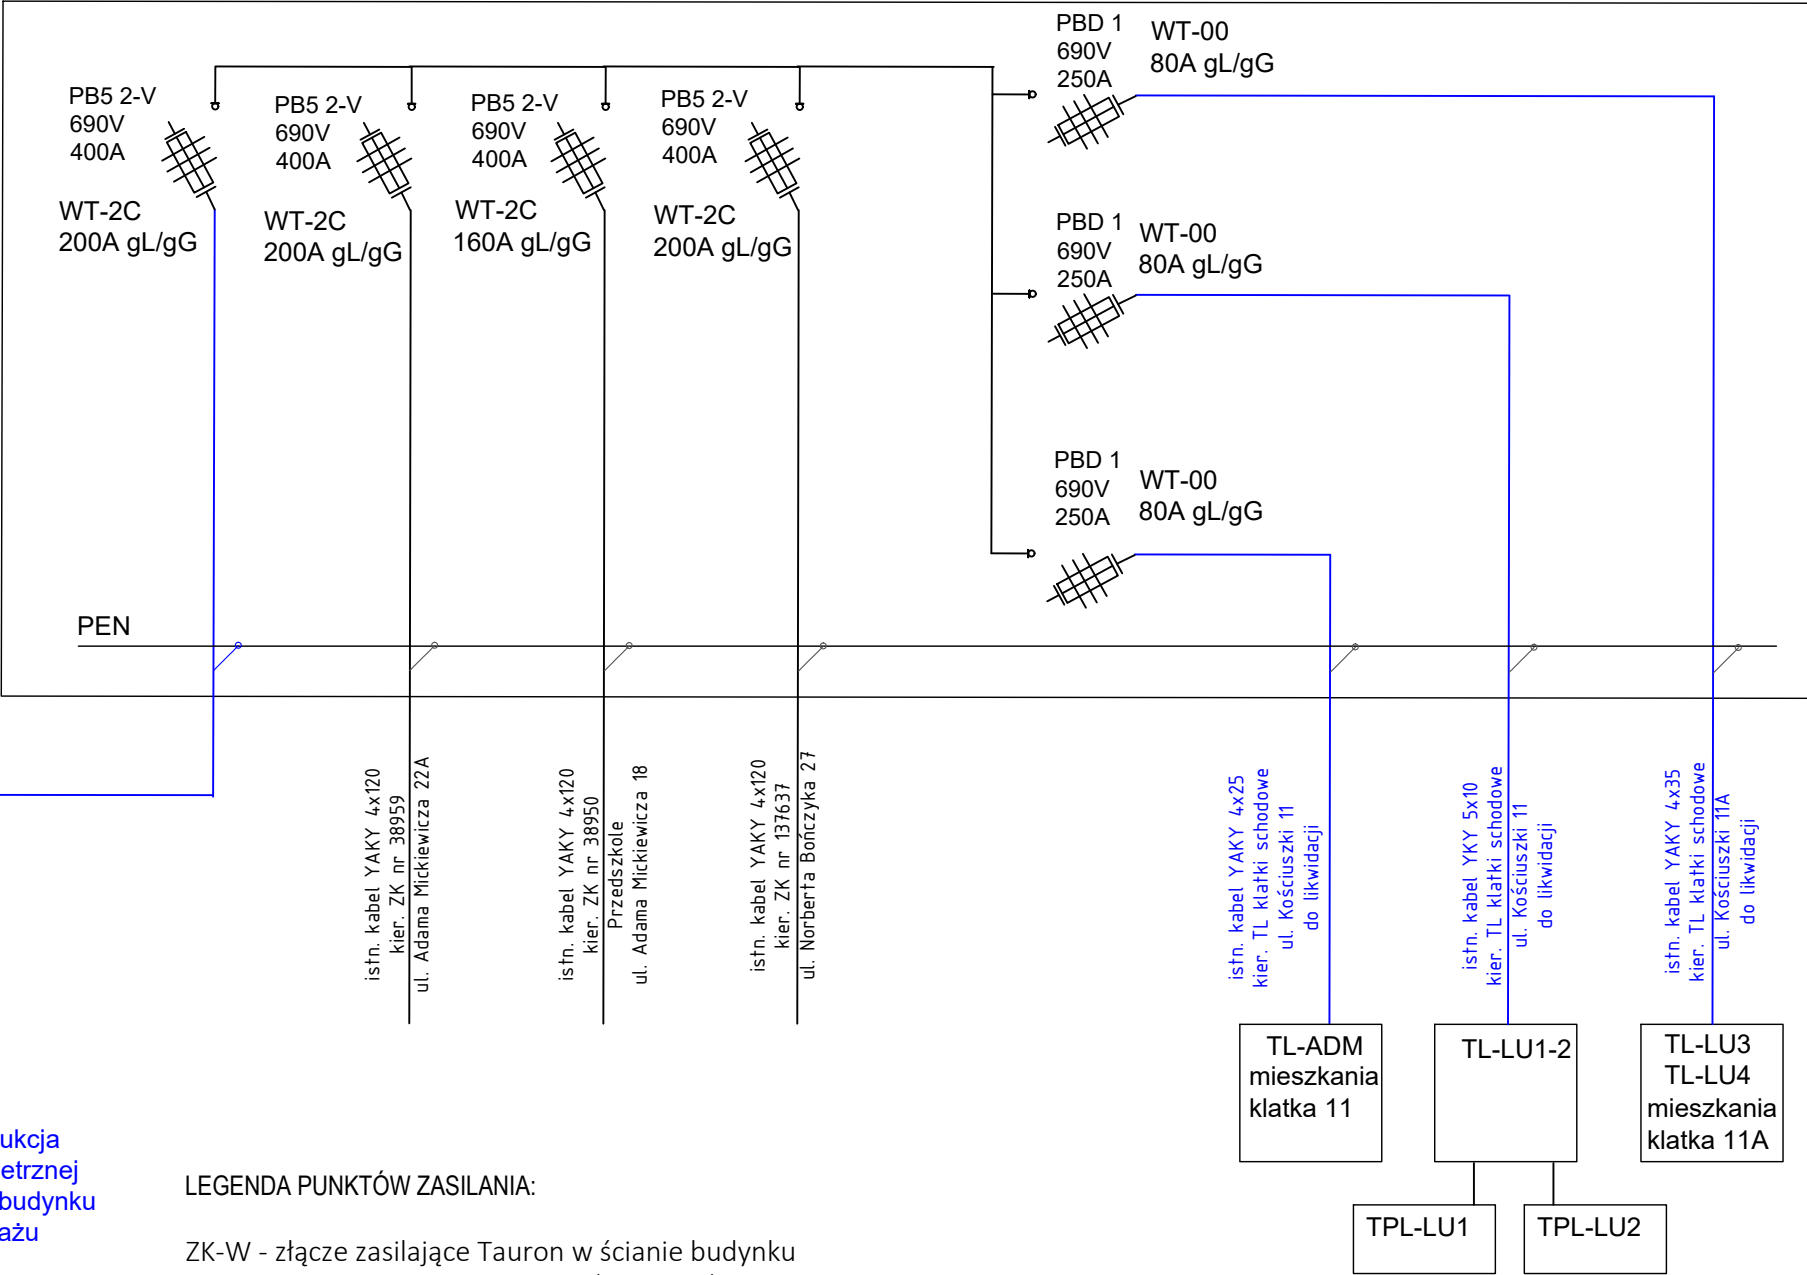 PB5 2-V
690V
400A
WT-2C
200A gL/gG
PB5 2-V
690V
400A
WT-2C
200A gL/gG
PB5 2-V
690V
400A
WT-2C
160A gL/gG
PB5 2-V
690V
400A
WT-2C
200A gL/gG
PBD 1
690V
250A
WT-00
80A gL/gG
PBD 1
690V
250A
WT-00
80A gL/gG
PBD 1
690V
250A
WT-00
80A gL/gG
PEN
istn. kabel YAKY 4x120
kier. ZK nr 38959
ul. Adama Mickiewicza 22A
istn. kabel YAKY 4x120
kier. ZK nr 38950
Przedszkole
ul. Adama Mickiewicza 18
istn. kabel YAKY 4x120
kier. ZK nr 137637
ul. Norberta Bończyka 27
istn. kabel YAKY 4x25
kier. TL klatki schodowe
ul. Kościuszki 11
do likwidacji
istn. kabel YKY 5x10
kier. TL klatki schodowe
ul. Kościuszki 11
do likwidacji
istn. kabel YAKY 4x35
kier. TL klatki schodowe
ul. Kościuszki 11A
do likwidacji
TL-ADM
mieszkania
klatka 11
TL-LU1-2
TL-LU3
TL-LU4
mieszkania
klatka 11A
TPL-LU1
TPL-LU2
ukcja
etrznej
budynku
ażu
LEGENDA PUNKTÓW ZASILANIA:
ZK-W - złącze zasilające Tauron w ścianie budynku